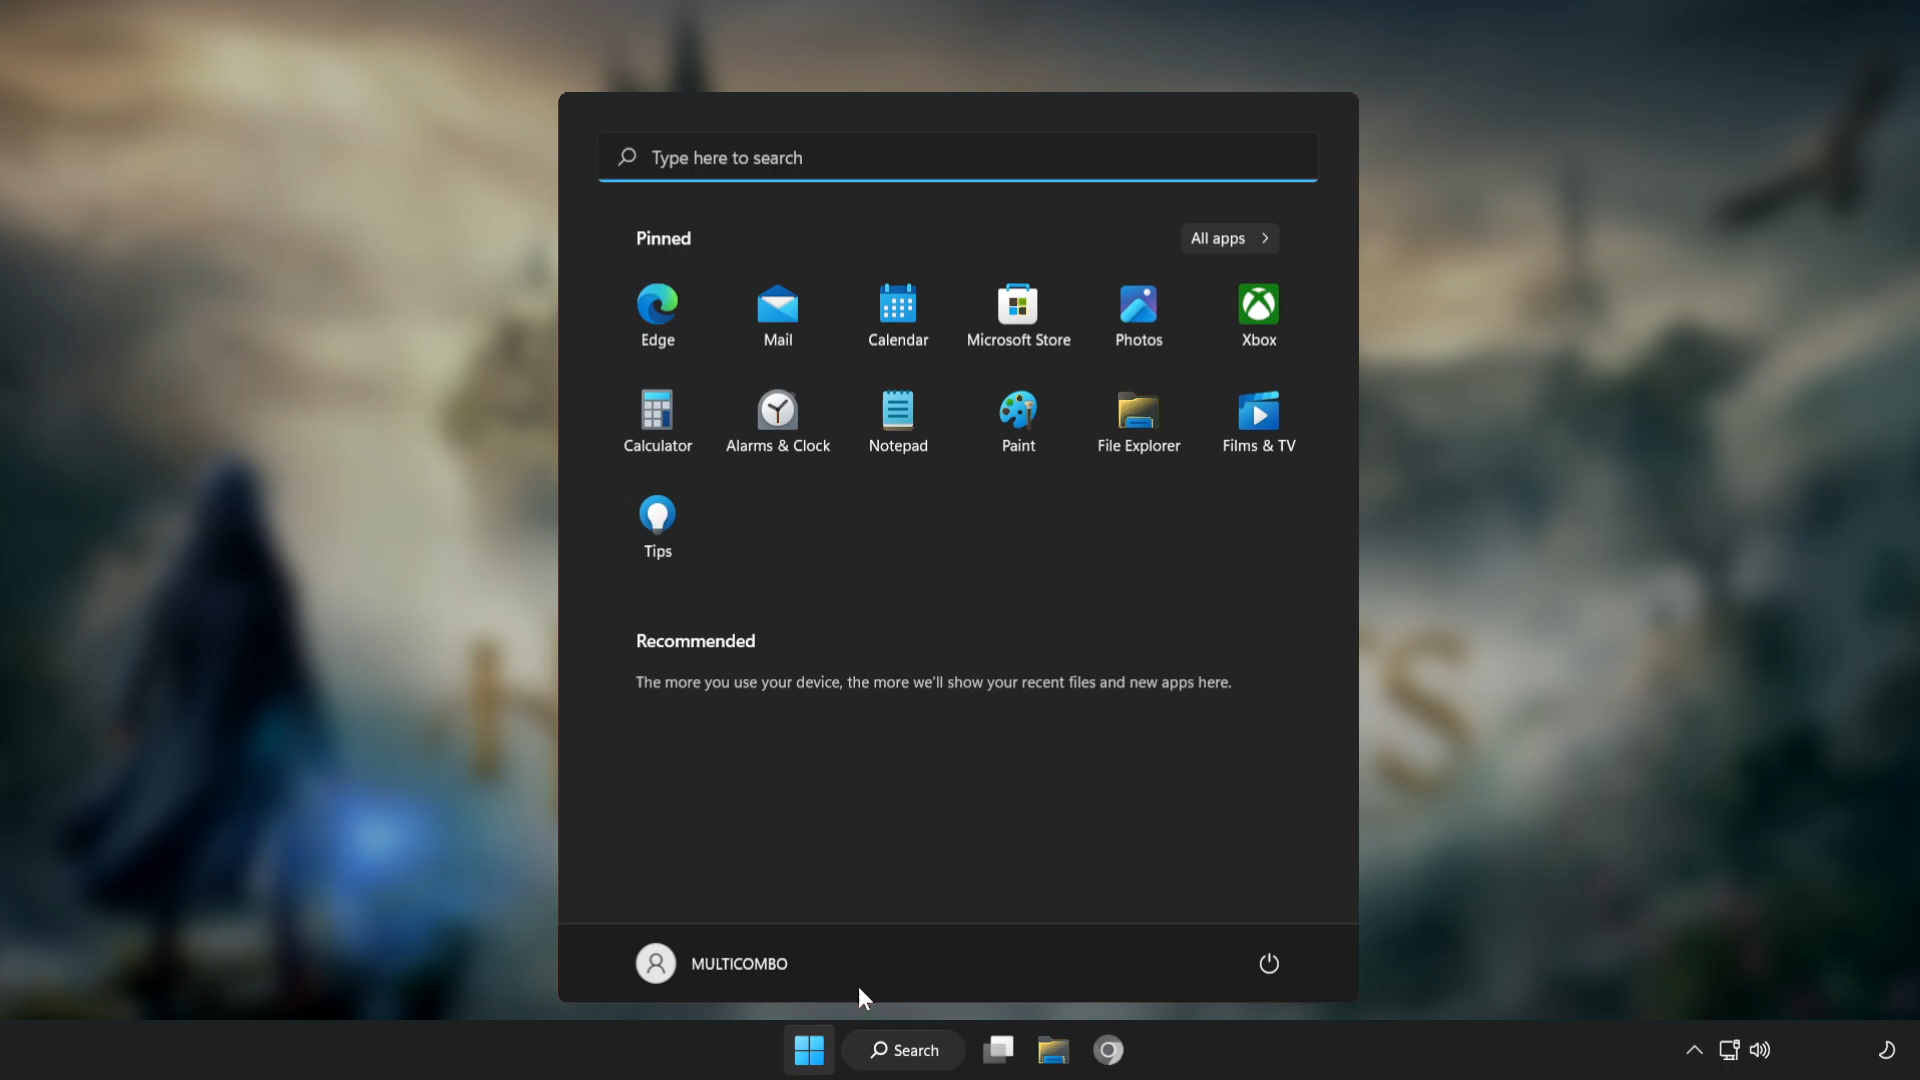 Type here to search
Pinned
All apps
Edge
Mail
Calendar
Microsoft Store
Photos
Xbox
Calculator
Alarms & Clock
Notepad
Paint
File Explorer
Films & TV
Tips
Recommended
The more you use your device, the more we'll show your recent files and new apps here.
MULTICOMBO
Search